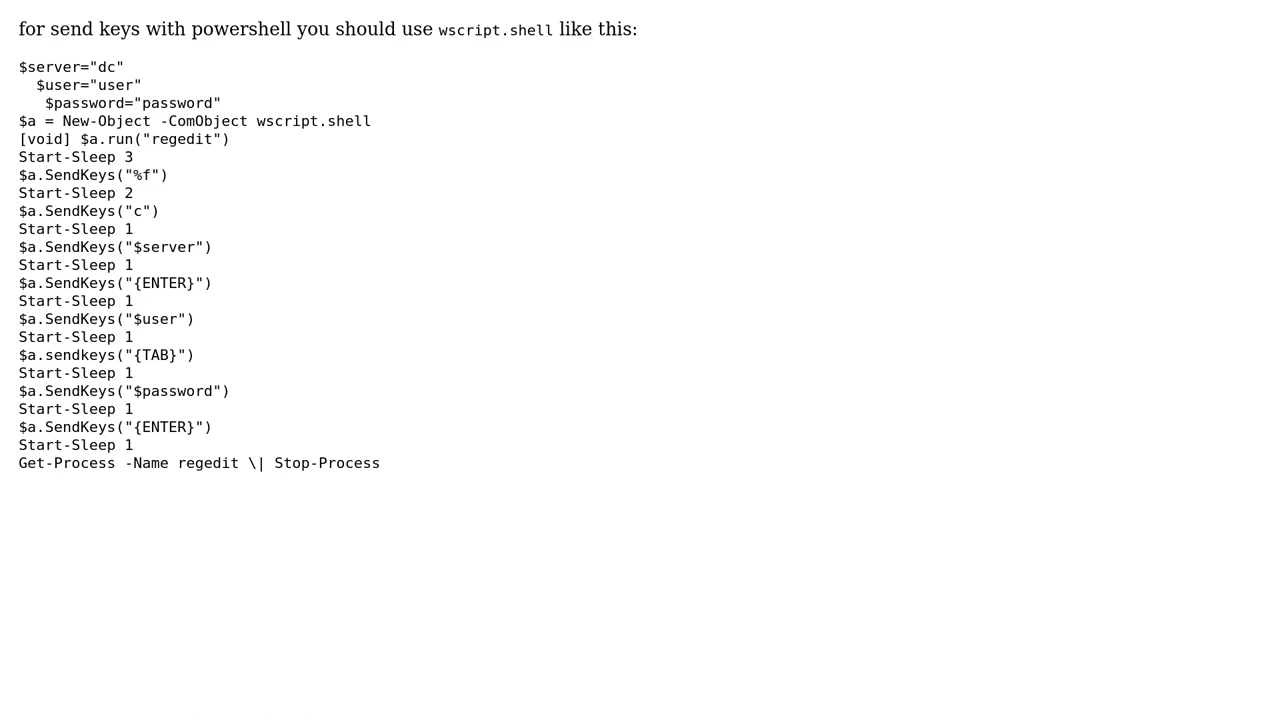 for send keys with powershell you should use wscript.shell like this:
$server="dc"
  $user="user"
   $password="password"
$a = New-Object -ComObject wscript.shell
[void] $a.run("regedit")
Start-Sleep 3
$a.SendKeys("%f")
Start-Sleep 2
$a.SendKeys("c")
Start-Sleep 1
$a.SendKeys("$server")
Start-Sleep 1
$a.SendKeys("{ENTER}")
Start-Sleep 1
$a.SendKeys("$user")
Start-Sleep 1
$a.sendkeys("{TAB}")
Start-Sleep 1
$a.SendKeys("$password")
Start-Sleep 1
$a.SendKeys("{ENTER}")
Start-Sleep 1
Get-Process -Name regedit \| Stop-Process